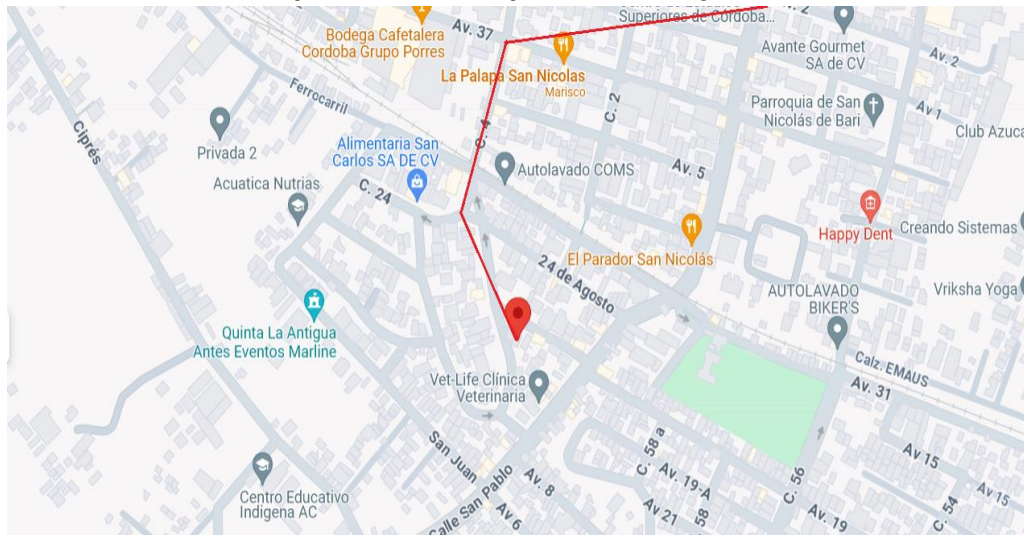 Superiores de Córdoba...
Av. 2
Bodega Cafetalera
Cordoba Grupo Porres
Av. 37
Avante Gourmet
SA de CV
Av. 2
La Palapa San Nicolas
Marisco
Ferrocarril
C. 2
Parroquia de San
Nicolás de Bari
Av 1
Club Azuca
Ciprés
Privada 2
C. 4
Alimentaria San
Carlos SA DE CV
Autolavado COMS
Av. 5
Acuatica Nutrias
C. 24
Happy Dent
Creando Sistemas
El Parador San Nicolás
24 de Agosto
AUTOLAVADO
BIKER'S
Vriksha Yoga
Quinta La Antigua
Antes Eventos Marline
Calz. EMAUS
Vet-Life Clínica
Veterinaria
Av. 31
San Juan
C. 58 a
Av 15
Av. 19-A
C. 56
Av 15
Centro Educativo
Indigena AC
Calle San Pablo
Av. 8
Av 6
Av 21
58
Av. 19
C. 54